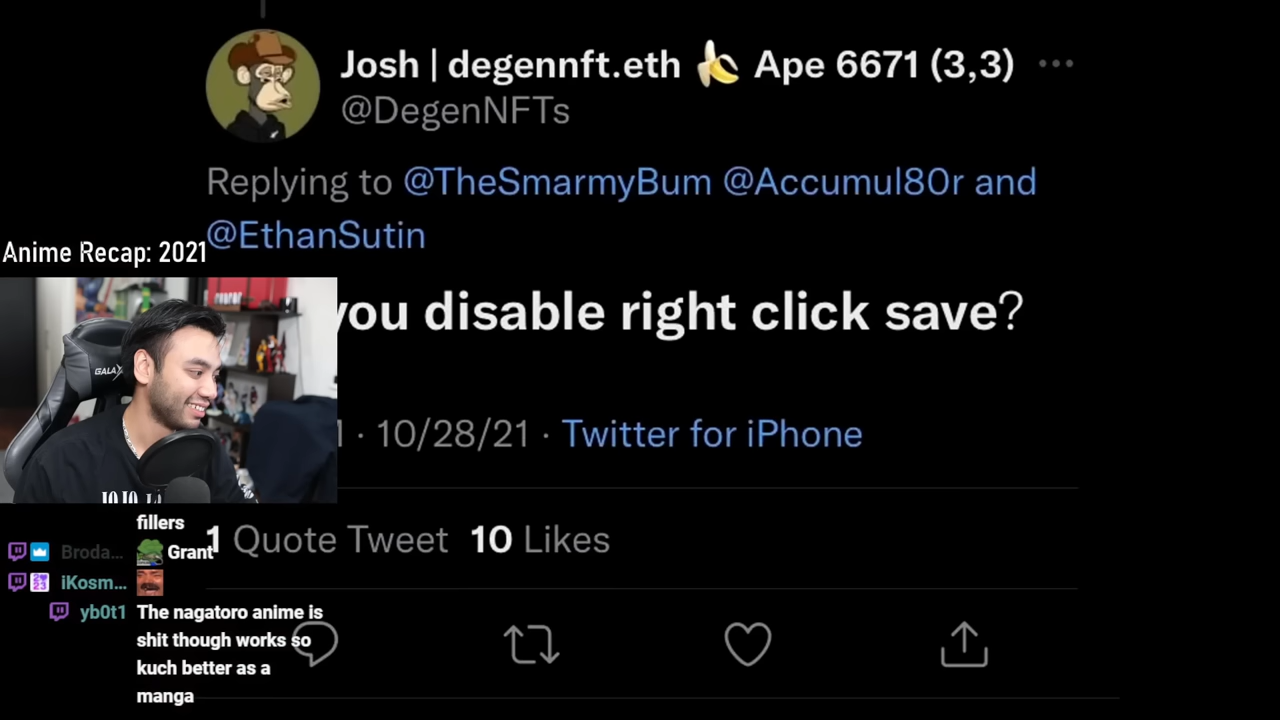 Josh | degennft.eth 🍌 Ape 6671 (3,3)
@DegenNFTs
Replying to @TheSmarmyBum @Accumul80r and
@EthanSutin
Anime Recap: 2021
you disable right click save?
GALAX
· 10/28/21 · Twitter for iPhone
JOJO
1 Quote Tweet 10 Likes
fillers
Broda... Grant
iKosm...
yb0t1 The nagatoro anime is
shit though works so
kuch better as a
manga